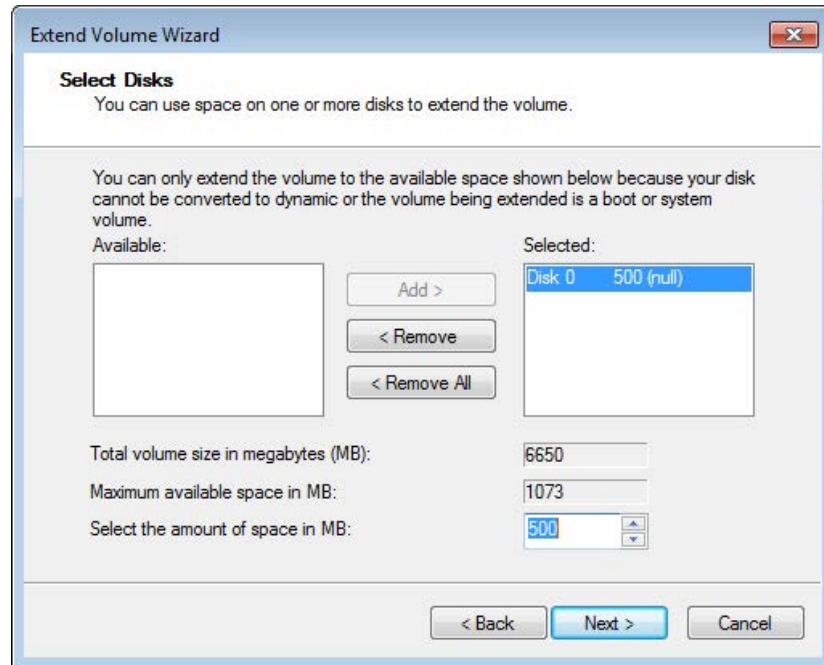 Extend Volume Wizard
Select Disks
You can use space on one or more disks to extend the volume.
You can only extend the volume to the available space shown below because your disk
cannot be converted to dynamic or the volume being extended is a boot or system
volume.
Available:
Selected:
Disk 0 500 (null)
Add >
< Remove
< Remove All
Total volume size in megabytes (MB): 6650
Maximum available space in MB: 1073
Select the amount of space in MB: 500
< Back Next > Cancel